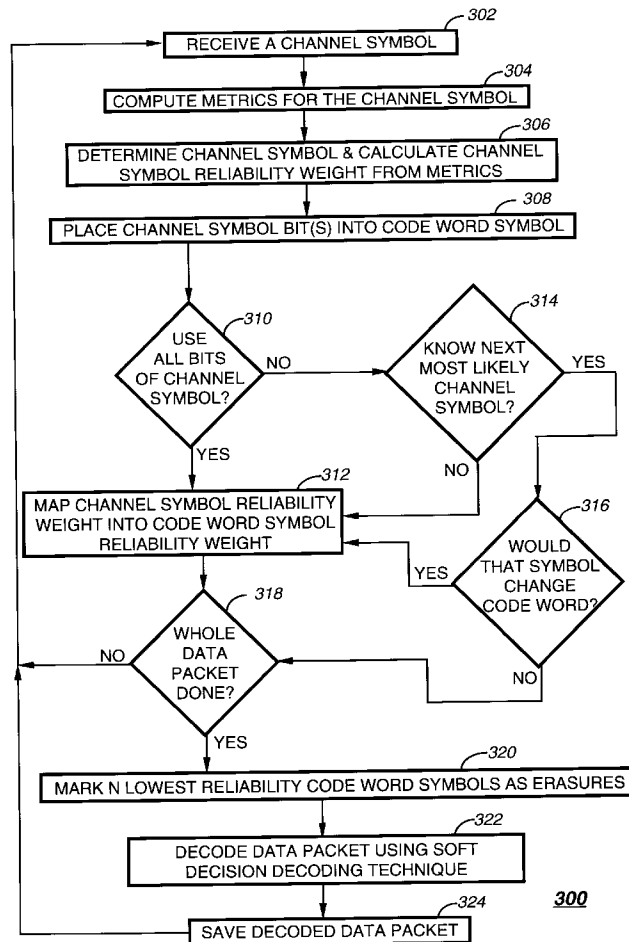 302
RECEIVE A CHANNEL SYMBOL
304
COMPUTE METRICS FOR THE CHANNEL SYMBOL
306
DETERMINE CHANNEL SYMBOL & CALCULATE CHANNEL
SYMBOL RELIABILITY WEIGHT FROM METRICS
308
PLACE CHANNEL SYMBOL BIT(S) INTO CODE WORD SYMBOL
310
USE
ALL BITS
OF CHANNEL
SYMBOL?
NO
YES
314
KNOW NEXT
MOST LIKELY
CHANNEL
SYMBOL?
YES
NO
312
MAP CHANNEL SYMBOL RELIABILITY
WEIGHT INTO CODE WORD SYMBOL
RELIABILITY WEIGHT
316
WOULD
THAT SYMBOL
CHANGE
CODE WORD?
YES
NO
318
WHOLE
DATA
PACKET
DONE?
NO
YES
320
MARK N LOWEST RELIABILITY CODE WORD SYMBOLS AS ERASURES
322
DECODE DATA PACKET USING SOFT
DECISION DECODING TECHNIQUE
324
SAVE DECODED DATA PACKET
300